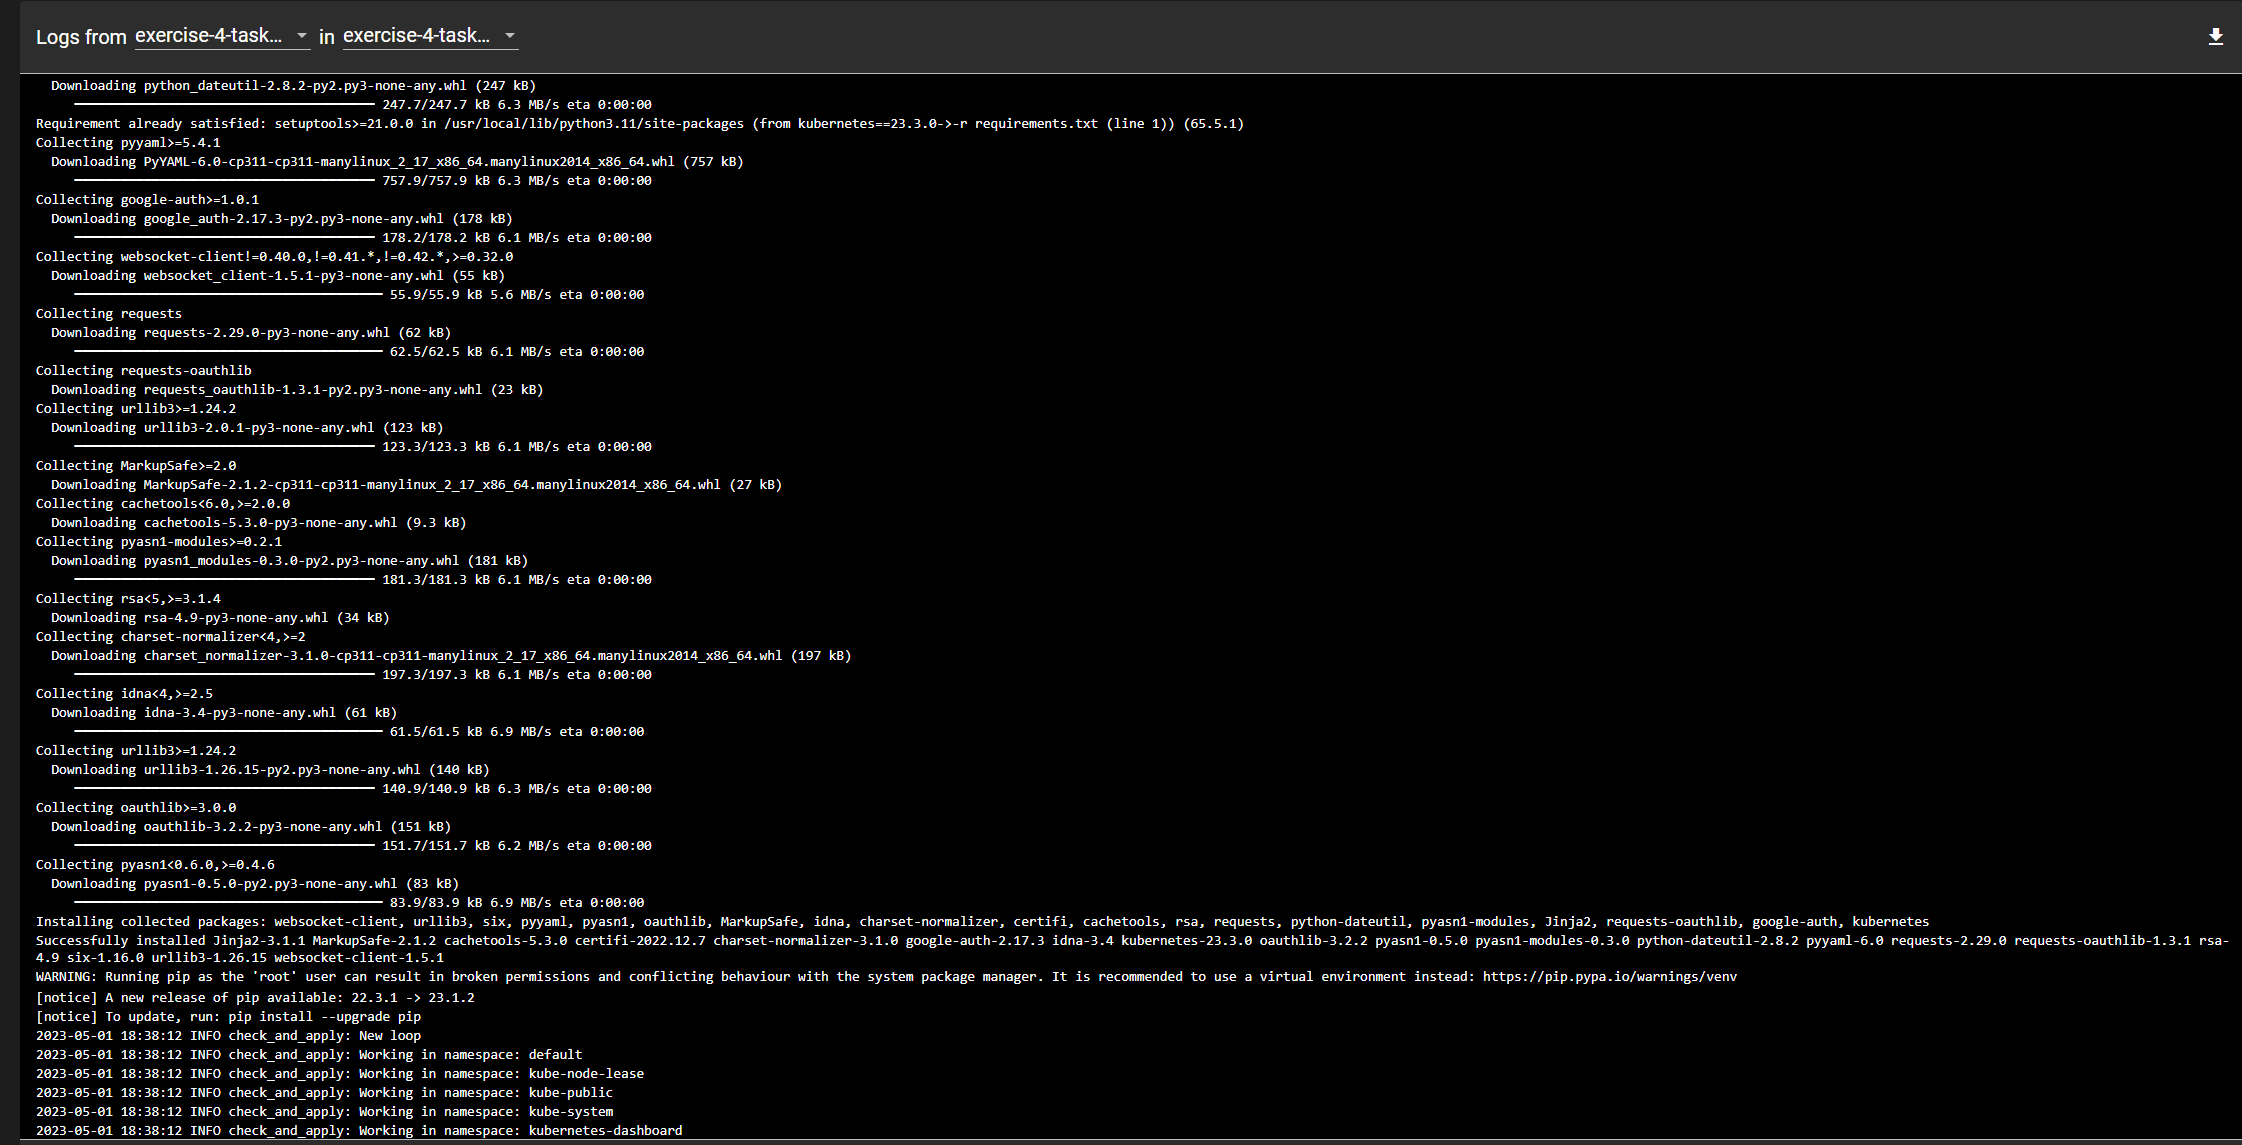 Logs from exercise-4-task... in exercise-4-task...
Downloading python_dateutil-2.8.2-py2.py3-none-any.whl (247 kB)
247.7/247.7 kB 6.3 MB/s eta 0:00:00
Requirement already satisfied: setuptools>=21.0.0 in /usr/local/lib/python3.11/site-packages (from kubernetes==23.3.0->-r requirements.txt (line 1)) (65.5.1)
Collecting pyyaml>=5.4.1
Downloading PyYAML-6.0-cp311-cp311-manylinux_2_17_x86_64.manylinux2014_x86_64.whl (757 kB)
757.9/757.9 kB 6.3 MB/s eta 0:00:00
Collecting google-auth>=1.0.1
Downloading google_auth-2.17.3-py2.py3-none-any.whl (178 kB)
178.2/178.2 kB 6.1 MB/s eta 0:00:00
Collecting websocket-client!=0.40.0,!=0.41.*,!=0.42.*,>=0.32.0
Downloading websocket_client-1.5.1-py3-none-any.whl (55 kB)
55.9/55.9 kB 5.6 MB/s eta 0:00:00
Collecting requests
Downloading requests-2.29.0-py3-none-any.whl (62 kB)
62.5/62.5 kB 6.1 MB/s eta 0:00:00
Collecting requests-oauthlib
Downloading requests_oauthlib-1.3.1-py2.py3-none-any.whl (23 kB)
Collecting urllib3>=1.24.2
Downloading urllib3-2.0.1-py3-none-any.whl (123 kB)
123.3/123.3 kB 6.1 MB/s eta 0:00:00
Collecting MarkupSafe>=2.0
Downloading MarkupSafe-2.1.2-cp311-cp311-manylinux_2_17_x86_64.manylinux2014_x86_64.whl (27 kB)
Collecting cachetools<6.0,>=2.0.0
Downloading cachetools-5.3.0-py3-none-any.whl (9.3 kB)
Collecting pyasn1-modules>=0.2.1
Downloading pyasn1_modules-0.3.0-py2.py3-none-any.whl (181 kB)
181.3/181.3 kB 6.1 MB/s eta 0:00:00
Collecting rsa<5,>=3.1.4
Downloading rsa-4.9-py3-none-any.whl (34 kB)
Collecting charset-normalizer<4,>=2
Downloading charset_normalizer-3.1.0-cp311-cp311-manylinux_2_17_x86_64.manylinux2014_x86_64.whl (197 kB)
197.3/197.3 kB 6.1 MB/s eta 0:00:00
Collecting idna<4,>=2.5
Downloading idna-3.4-py3-none-any.whl (61 kB)
61.5/61.5 kB 6.9 MB/s eta 0:00:00
Collecting urllib3>=1.24.2
Downloading urllib3-1.26.15-py2.py3-none-any.whl (140 kB)
140.9/140.9 kB 6.3 MB/s eta 0:00:00
Collecting oauthlib>=3.0.0
Downloading oauthlib-3.2.2-py3-none-any.whl (151 kB)
151.7/151.7 kB 6.2 MB/s eta 0:00:00
Collecting pyasn1<0.6.0,>=0.4.6
Downloading pyasn1-0.5.0-py2.py3-none-any.whl (83 kB)
83.9/83.9 kB 6.9 MB/s eta 0:00:00
Installing collected packages: websocket-client, urllib3, six, pyyaml, pyasn1, oauthlib, MarkupSafe, idna, charset-normalizer, certifi, cachetools, rsa, requests, python-dateutil, pyasn1-modules, Jinja2, requests-oauthlib, google-auth, kubernetes
Successfully installed Jinja2-3.1.1 MarkupSafe-2.1.2 cachetools-5.3.0 certifi-2022.12.7 charset-normalizer-3.1.0 google-auth-2.17.3 idna-3.4 kubernetes-23.3.0 oauthlib-3.2.2 pyasn1-0.5.0 pyasn1-modules-0.3.0 python-dateutil-2.8.2 pyyaml-6.0 requests-2.29.0 requests-oauthlib-1.3.1 rsa-
4.9 six-1.16.0 urllib3-1.26.15 websocket-client-1.5.1
WARNING: Running pip as the 'root' user can result in broken permissions and conflicting behaviour with the system package manager. It is recommended to use a virtual environment instead: https://pip.pypa.io/warnings/venv
[notice] A new release of pip available: 22.3.1 -> 23.1.2
[notice] To update, run: pip install --upgrade pip
2023-05-01 18:38:12 INFO check_and_apply: New loop
2023-05-01 18:38:12 INFO check_and_apply: Working in namespace: default
2023-05-01 18:38:12 INFO check_and_apply: Working in namespace: kube-node-lease
2023-05-01 18:38:12 INFO check_and_apply: Working in namespace: kube-public
2023-05-01 18:38:12 INFO check_and_apply: Working in namespace: kube-system
2023-05-01 18:38:12 INFO check_and_apply: Working in namespace: kubernetes-dashboard